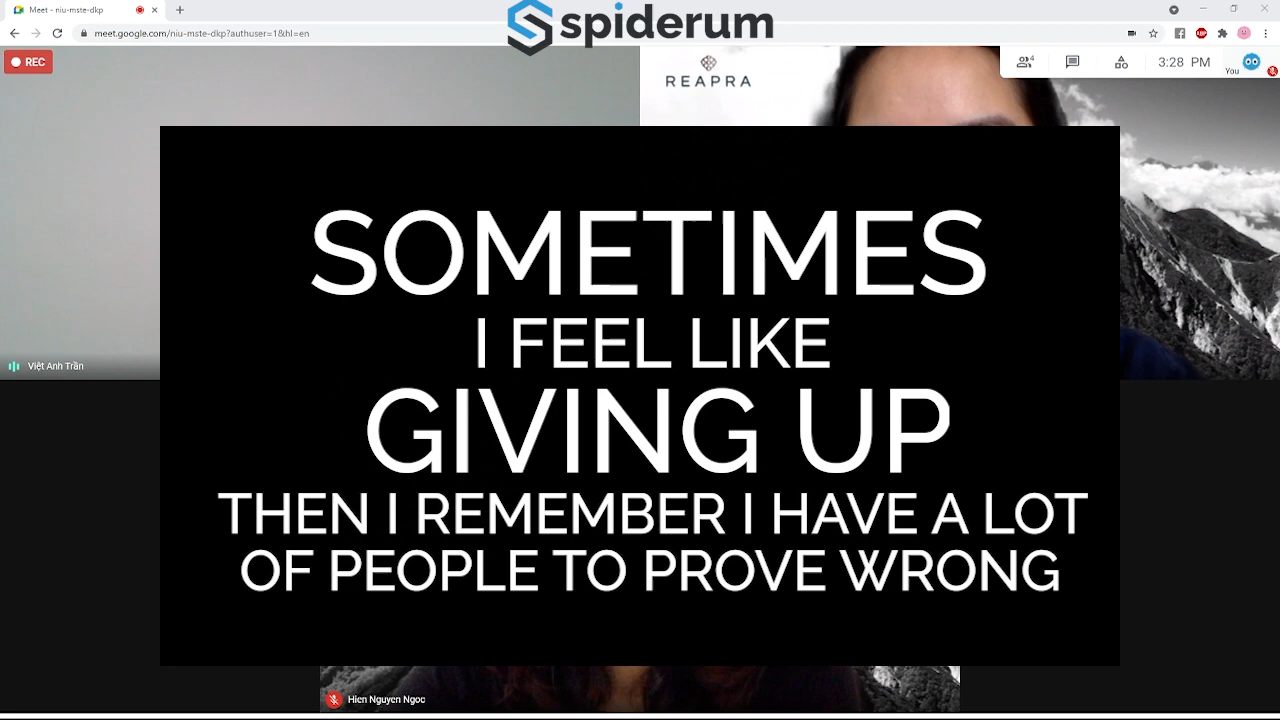 Meet - niu-mste-dkp
meet.google.com/niu-mste-dkp?authuser=1&hl=en
spiderum
REC
REAPRA
4
3:28 PM
You
SOMETIMES
I FEEL LIKE
GIVING UP
THEN I REMEMBER I HAVE A LOT
OF PEOPLE TO PROVE WRONG
Việt Anh Trần
Hien Nguyen Ngoc